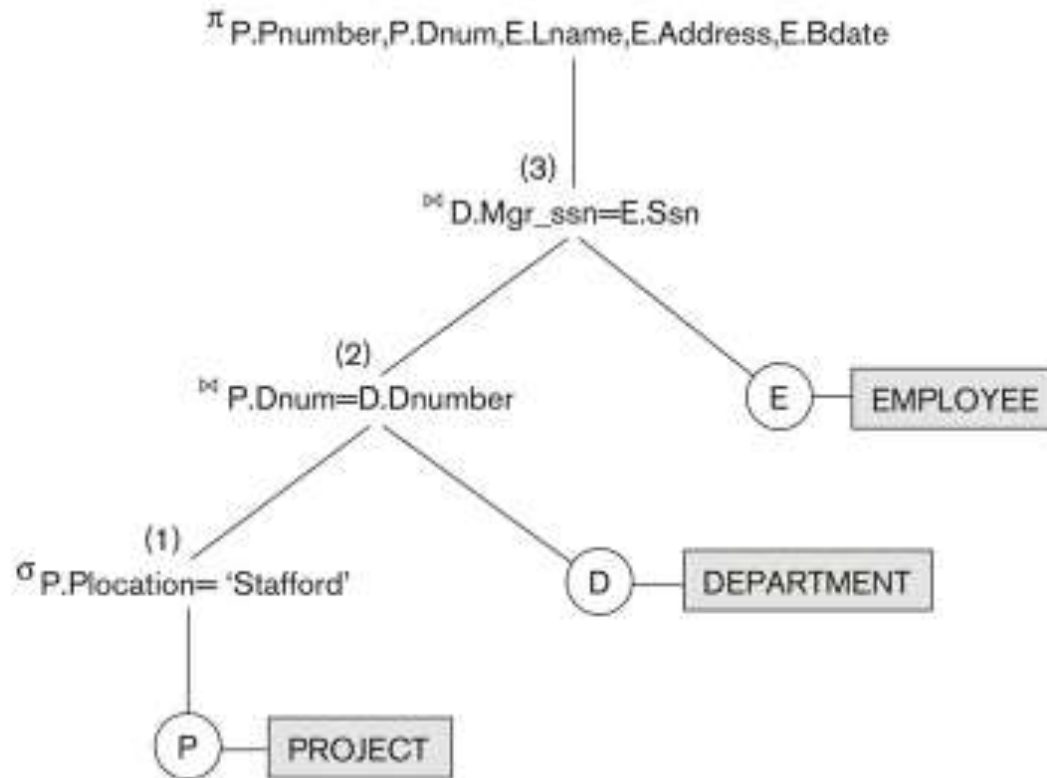 π P.Pnumber,P.Dnum,E.Lname,E.Address,E.Bdate
(3)
⋈ D.Mgr_ssn=E.Ssn
(2)
⋈ P.Dnum=D.Dnumber
E EMPLOYEE
(1)
σ P.Plocation= ‘Stafford’
D DEPARTMENT
P PROJECT